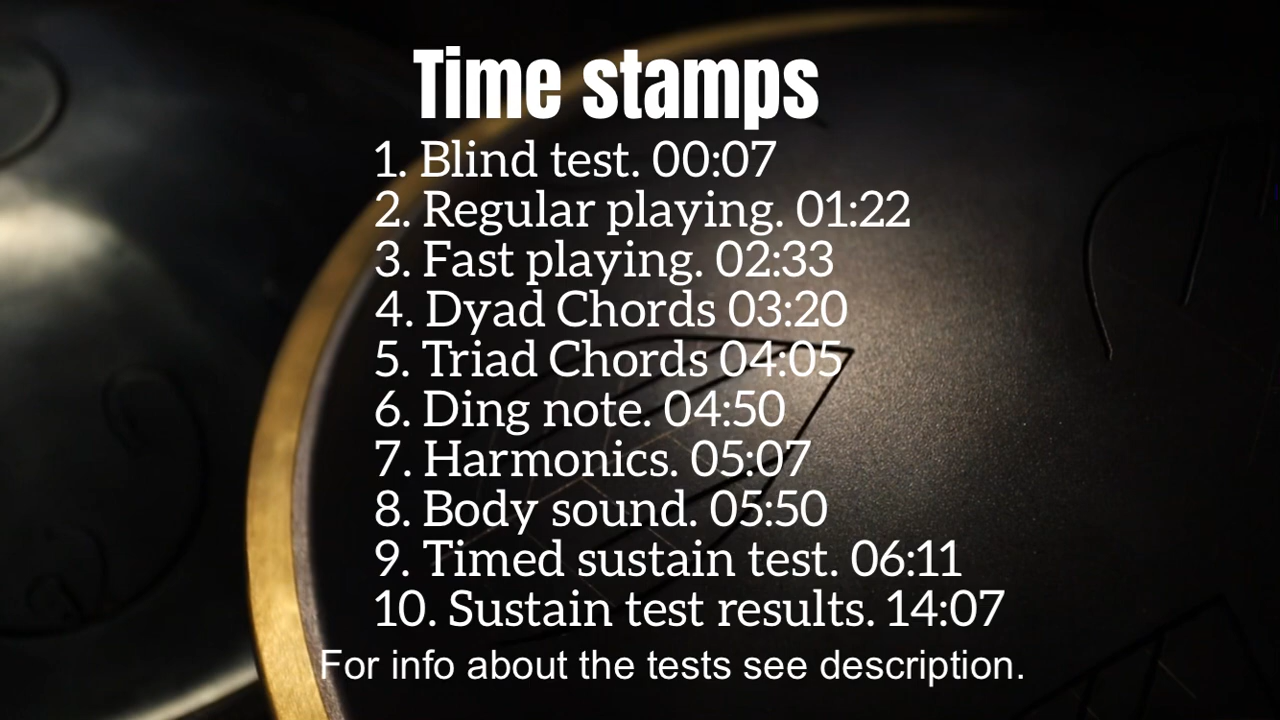 Time stamps
1. Blind test. 00:07
2. Regular playing. 01:22
3. Fast playing. 02:33
4. Dyad Chords 03:20
5. Triad Chords 04:05
6. Ding note. 04:50
7. Harmonics. 05:07
8. Body sound. 05:50
9. Timed sustain test. 06:11
10. Sustain test results. 14:07
For info about the tests see description.